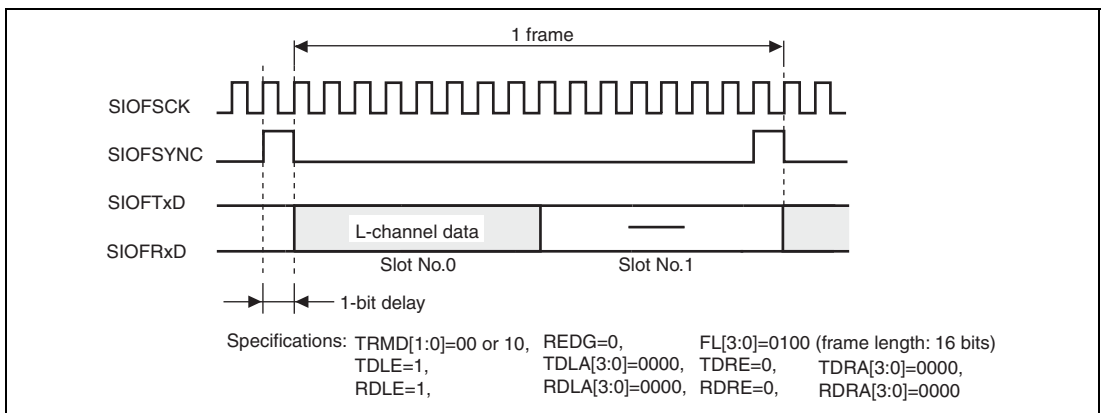 1 frame
SIOFSCK
SIOFSYNC
SIOFTxD
L-channel data
SIOFRxD
Slot No.0 Slot No.1
1-bit delay
Specifications: TRMD[1:0]=00 or 10, REDG=0, FL[3:0]=0100 (frame length: 16 bits)
TDLE=1, TDLA[3:0]=0000, TDRE=0, TDRA[3:0]=0000,
RDLE=1, RDLA[3:0]=0000, RDRE=0, RDRA[3:0]=0000